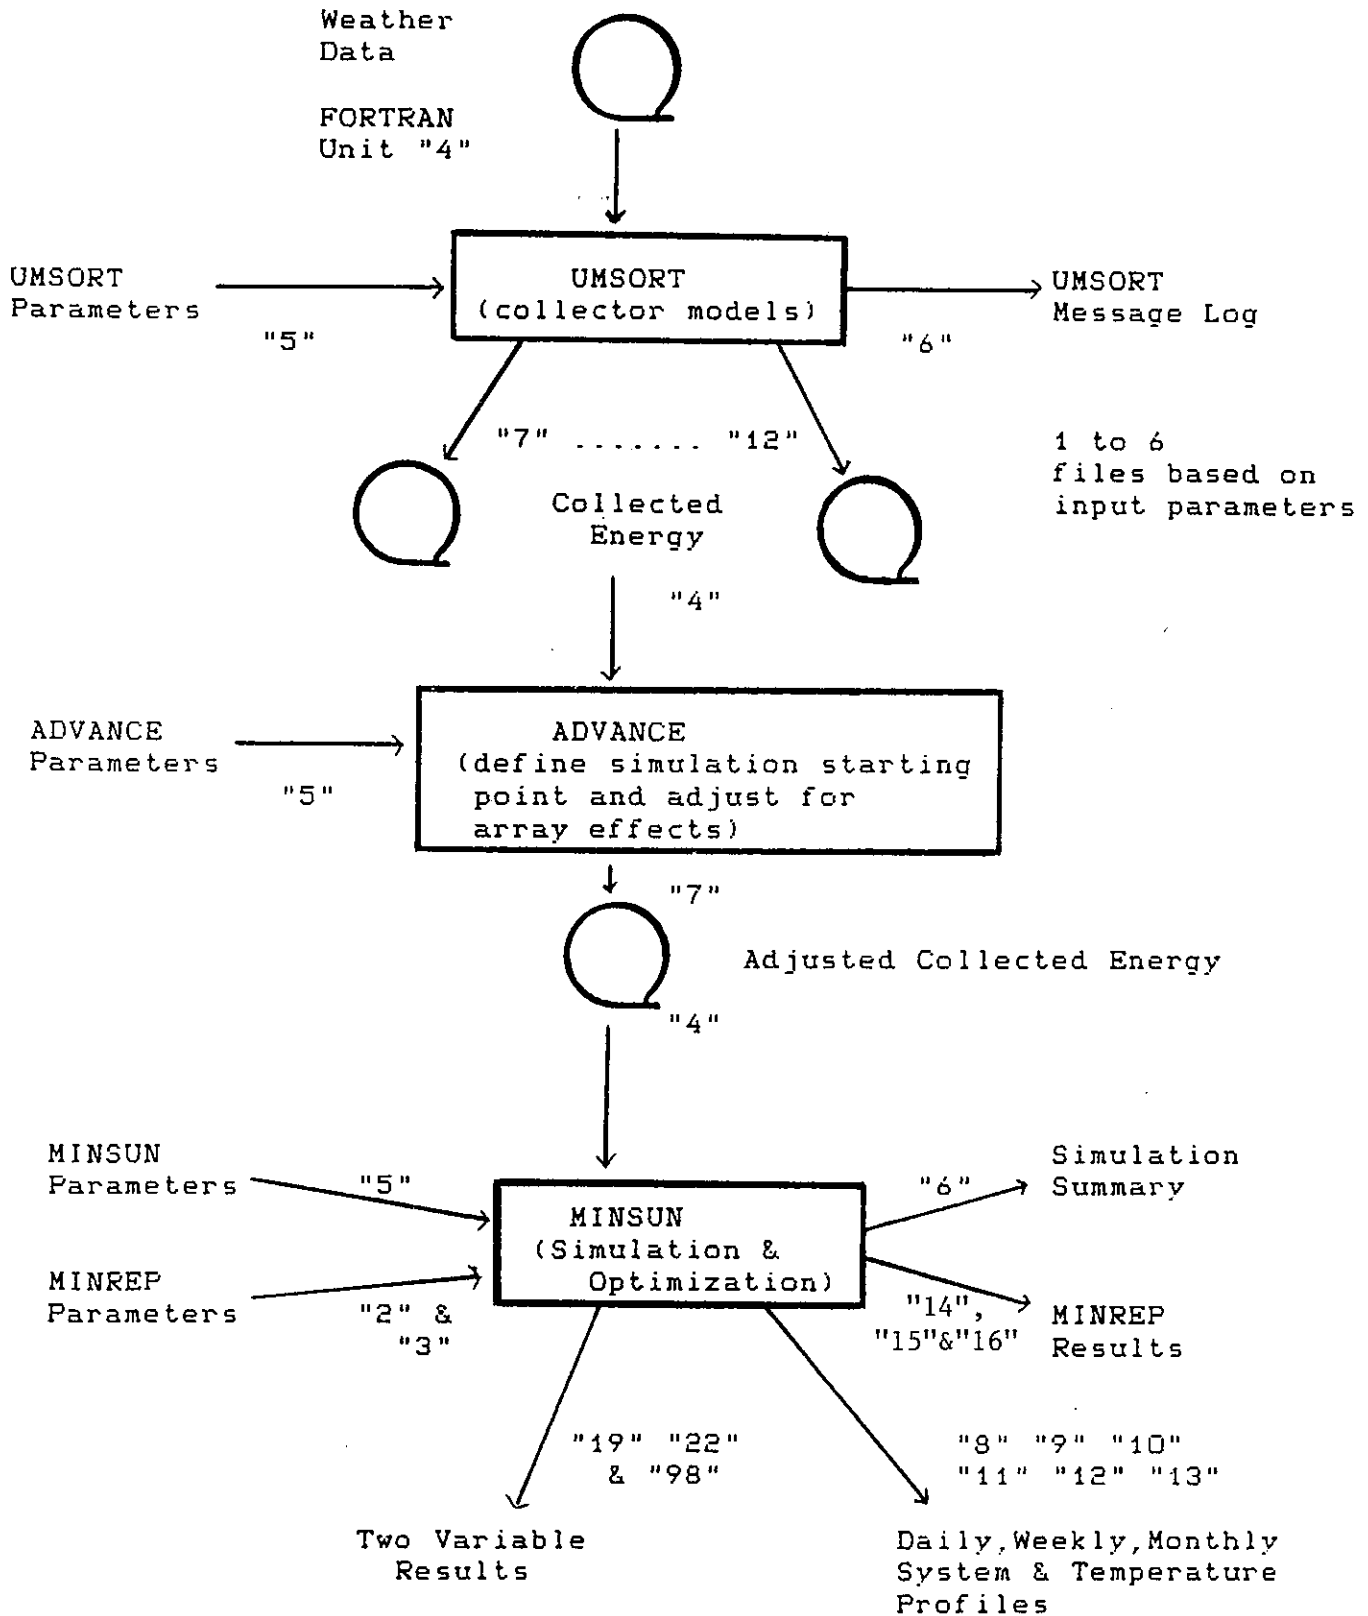 Weather
Data
FORTRAN
Unit "4"
UMSORT
Parameters
"5"
UMSORT
(collector models)
"6"
UMSORT
Message Log
"7" ....... "12"
1 to 6
files based on
input parameters
Collected
Energy
"4"
ADVANCE
Parameters
"5"
ADVANCE
(define simulation starting
point and adjust for
array effects)
"7"
Adjusted Collected Energy
"4"
MINSUN
Parameters
"5"
MINREP
Parameters
"2" &
"3"
MINSUN
(Simulation &
Optimization)
"6"
Simulation
Summary
"14",
"15"&"16"
MINREP
Results
"19" "22"
& "98"
"8" "9" "10"
"11" "12" "13"
Two Variable
Results
Daily,Weekly,Monthly
System & Temperature
Profiles